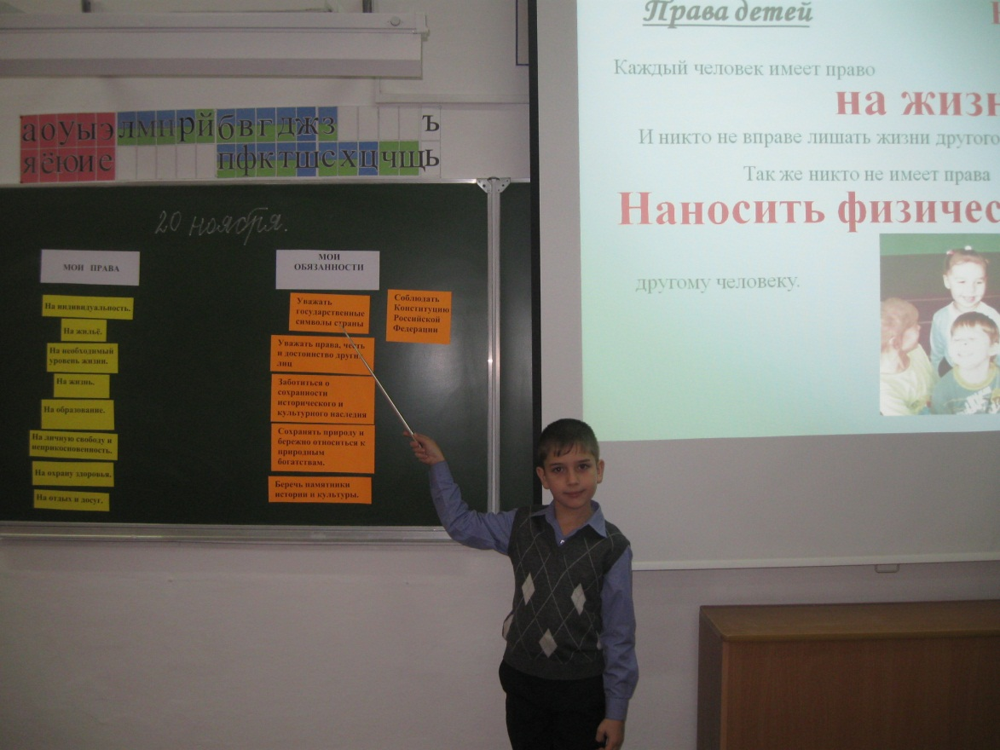 а о у ы э л м н р й б в г д ж з ъ
я ё ю и е п ф к т ш с х ц ч щ ь
20 ноября.
МОИ ПРАВА
На индивидуальность.
На жильё.
На необходимый
уровень жизни.
На жизнь.
На образование.
На личную свободу и
неприкосновенность.
На охрану здоровья.
На отдых и досуг.
МОИ
ОБЯЗАННОСТИ
Уважать
государственные
символы страны
Уважать права, честь
и достоинство других
лиц
Заботиться о
сохранности
исторического и
культурного наследия
Сохранять природу и
бережно относиться к
природным
богатствам.
Беречь памятники
истории и культуры.
Соблюдать
Конституцию
Российской
Федерации
Права детей
Каждый человек имеет право
на жизн
И никто не вправе лишать жизни другого
Так же никто не имеет права
Наносить физичес
другому человеку.